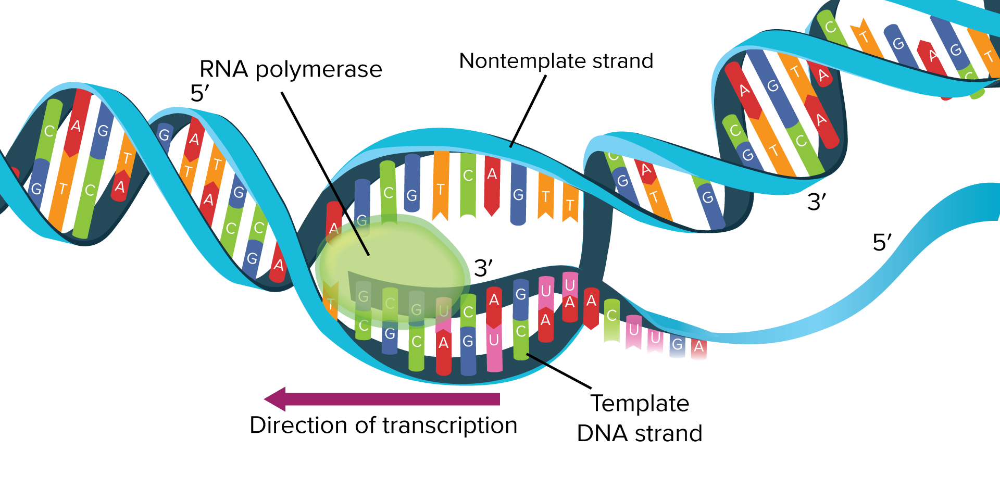 RNA polymerase
Nontemplate strand
5′
3′
5′
3′
C A G T
G T C A
G A T G C
T A C G A
A G C G T C A G T T
T G C G U C A G U U A C U U G A
C G C A G U C A A
C A
G T G
A G T A
C G T C A
C T G A G T
C
Direction of transcription
Template
DNA strand